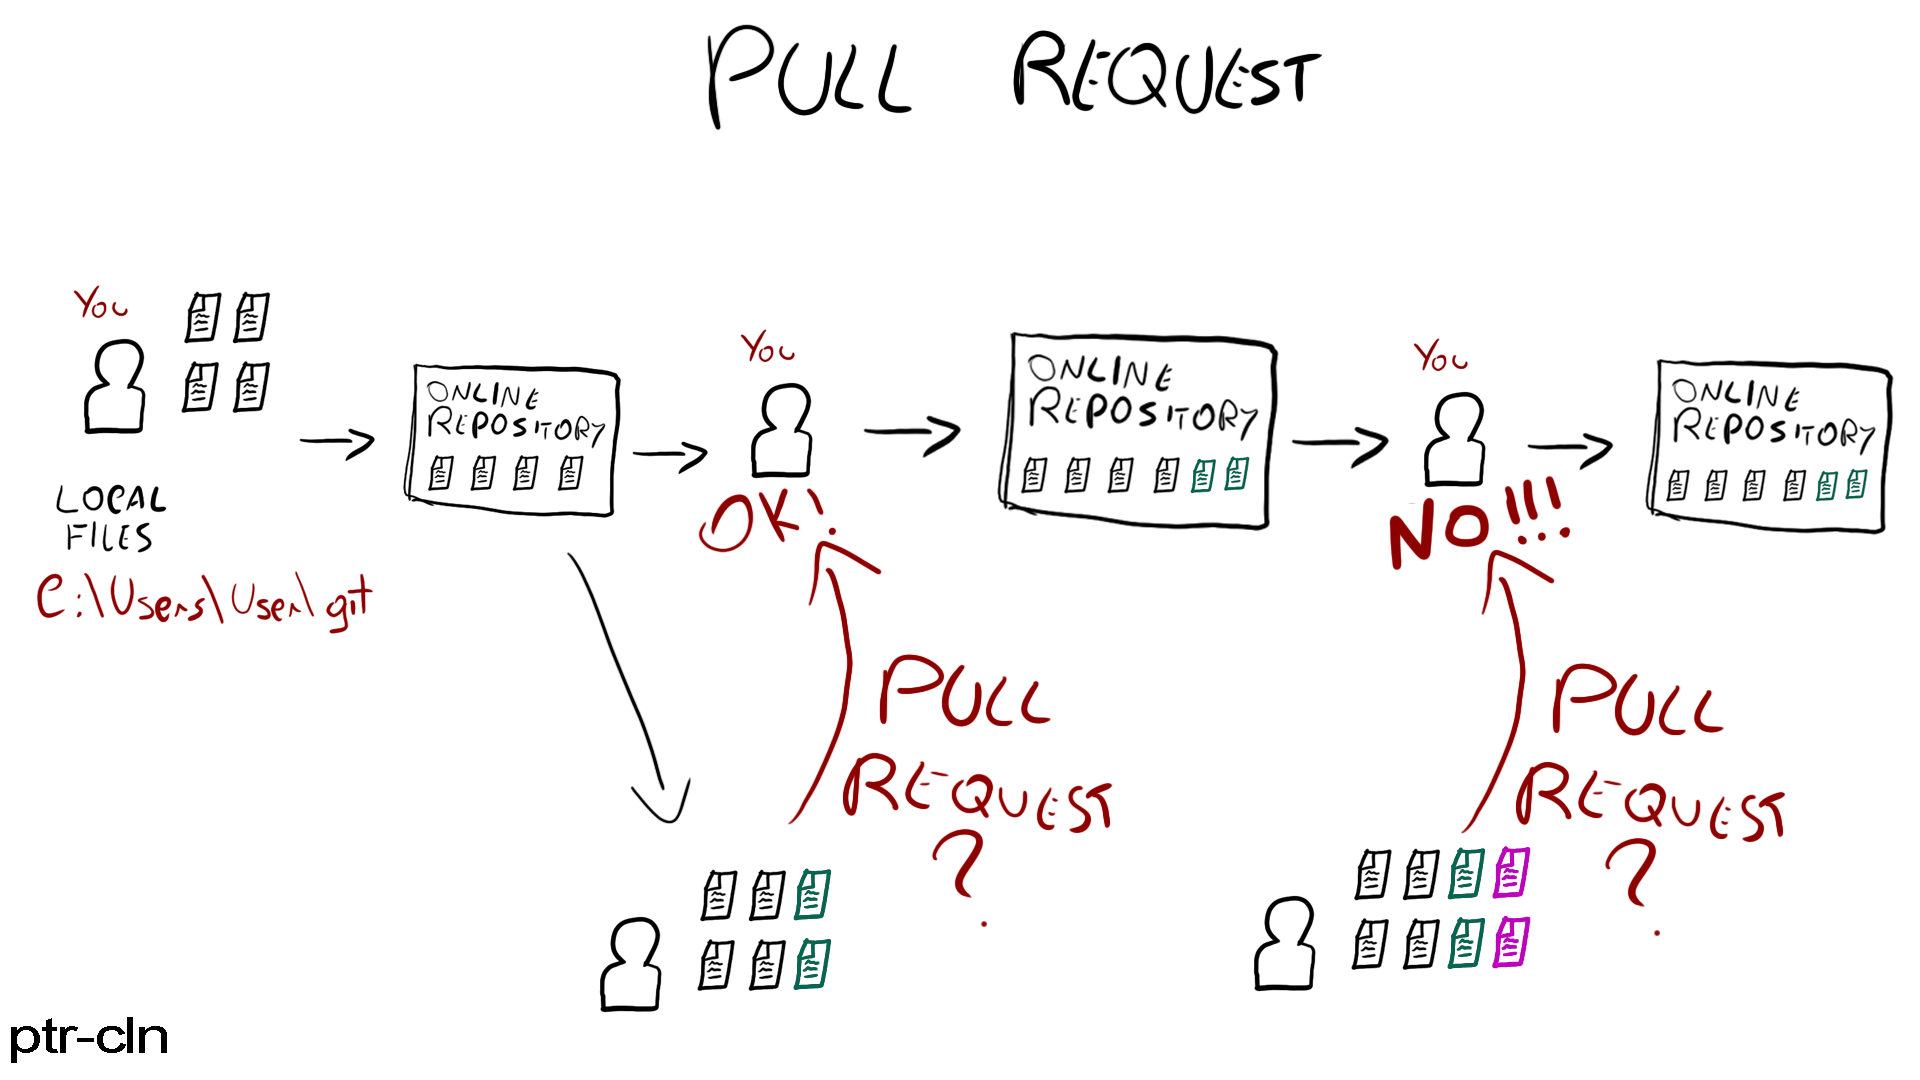 PULL REQUEST
You
LOCAL
FILES
C:\Users\User\git
ONLINE
REPOSITORY
You
OK!
PULL
REQUEST
?
ONLINE
REPOSITORY
You
NO!!!
PULL
REQUEST
?
ONLINE
REPOSITORY
ptr-cln